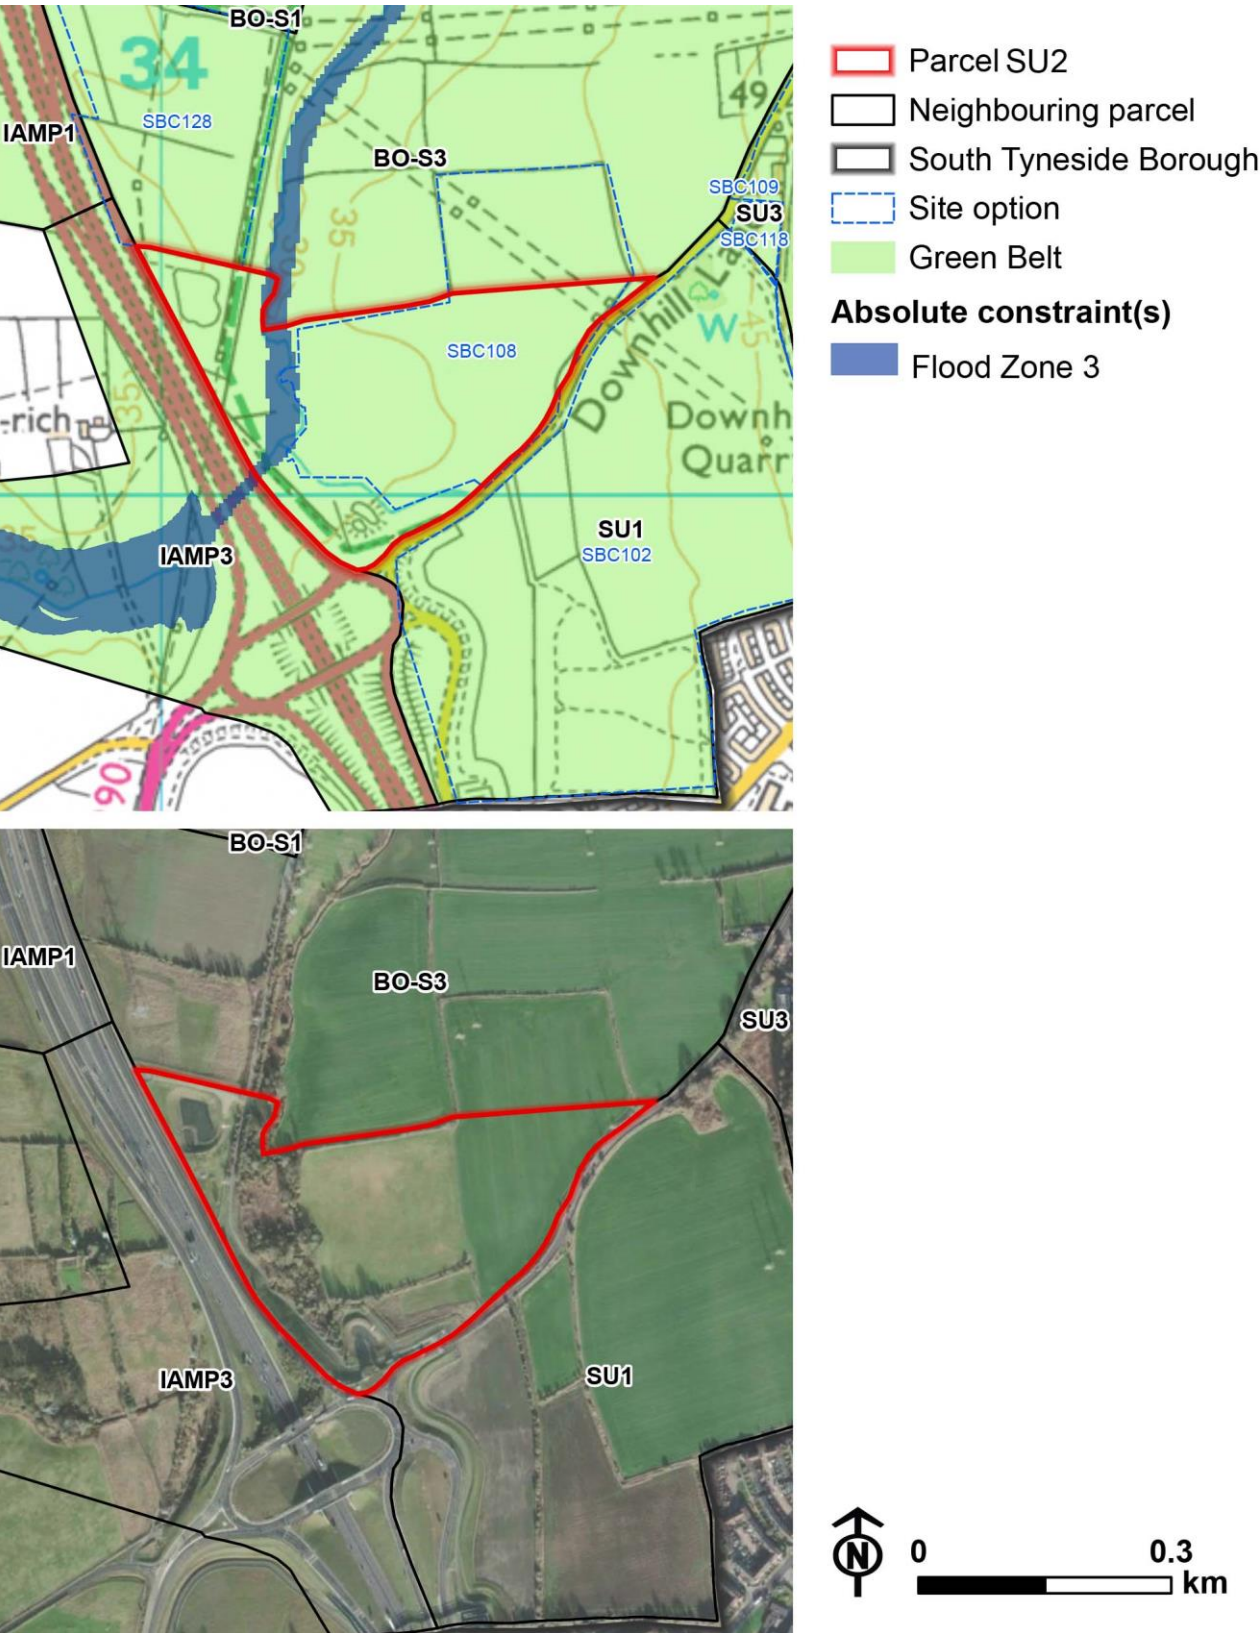 BO-S1
34
49
IAMP1
SBC128
BO-S3
SBC109
SU3
SBC118
35
SBC108
W
45
Downhill La
35
-rich
Downh
Quarr
SU1
SBC102
35
IAMP3
90
Parcel SU2
Neighbouring parcel
South Tyneside Borough
Site option
Green Belt
Absolute constraint(s)
Flood Zone 3
BO-S1
IAMP1
BO-S3
SU3
IAMP3
SU1
N
0 0.3
km